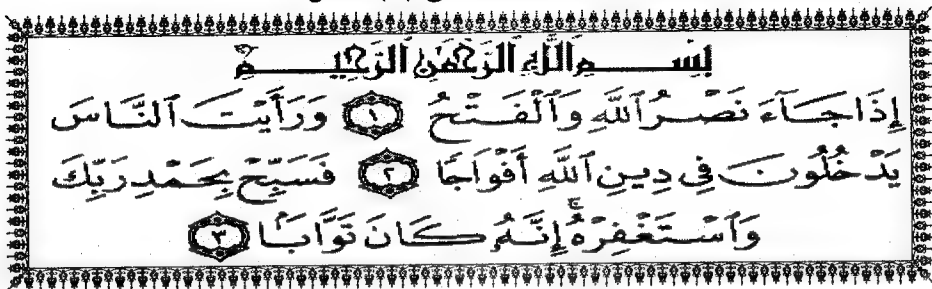 بِسْمِ ٱللَّهِ ٱلرَّحْمَٰنِ ٱلرَّحِيمِ
إِذَا جَآءَ نَصْرُ ٱللَّهِ وَٱلْفَتْحُ ١ وَرَأَيْتَ ٱلنَّاسَ
يَدْخُلُونَ فِى دِينِ ٱللَّهِ أَفْوَاجًا ٢ فَسَبِّحْ بِحَمْدِ رَبِّكَ
وَٱسْتَغْفِرْهُ ۚ إِنَّهُۥ كَانَ تَوَّابًۢا ٣